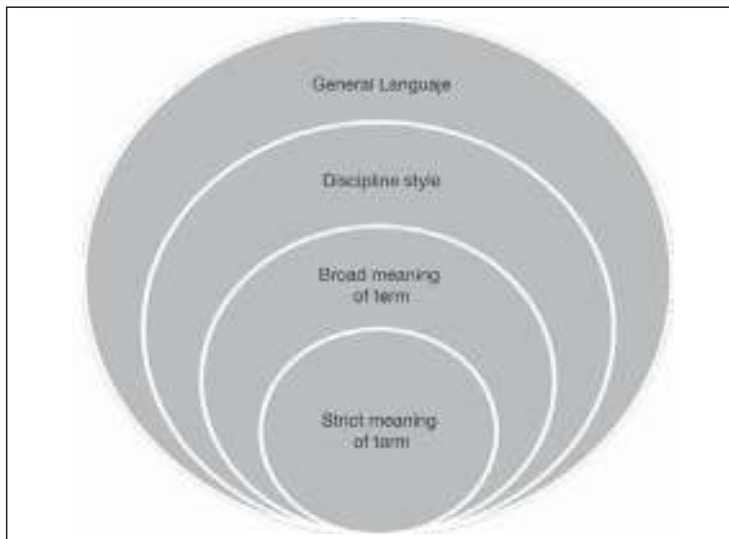 General Languaje
Discipline style
Broad meaning
of term
Strict meaning
of term